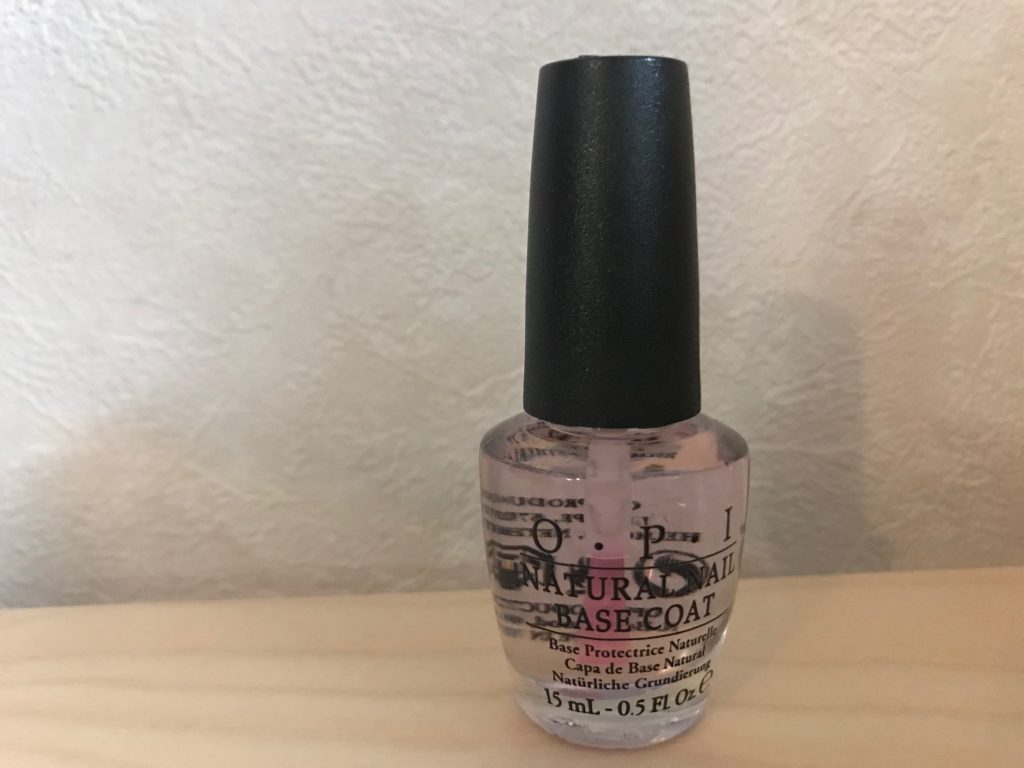 O.P.I
NATURAL NAIL
BASE COAT
Base Protectrice Naturelle
Capa de Base Natural
Natürliche Grundierung
15 mL - 0.5 Fl. Oz. ℮